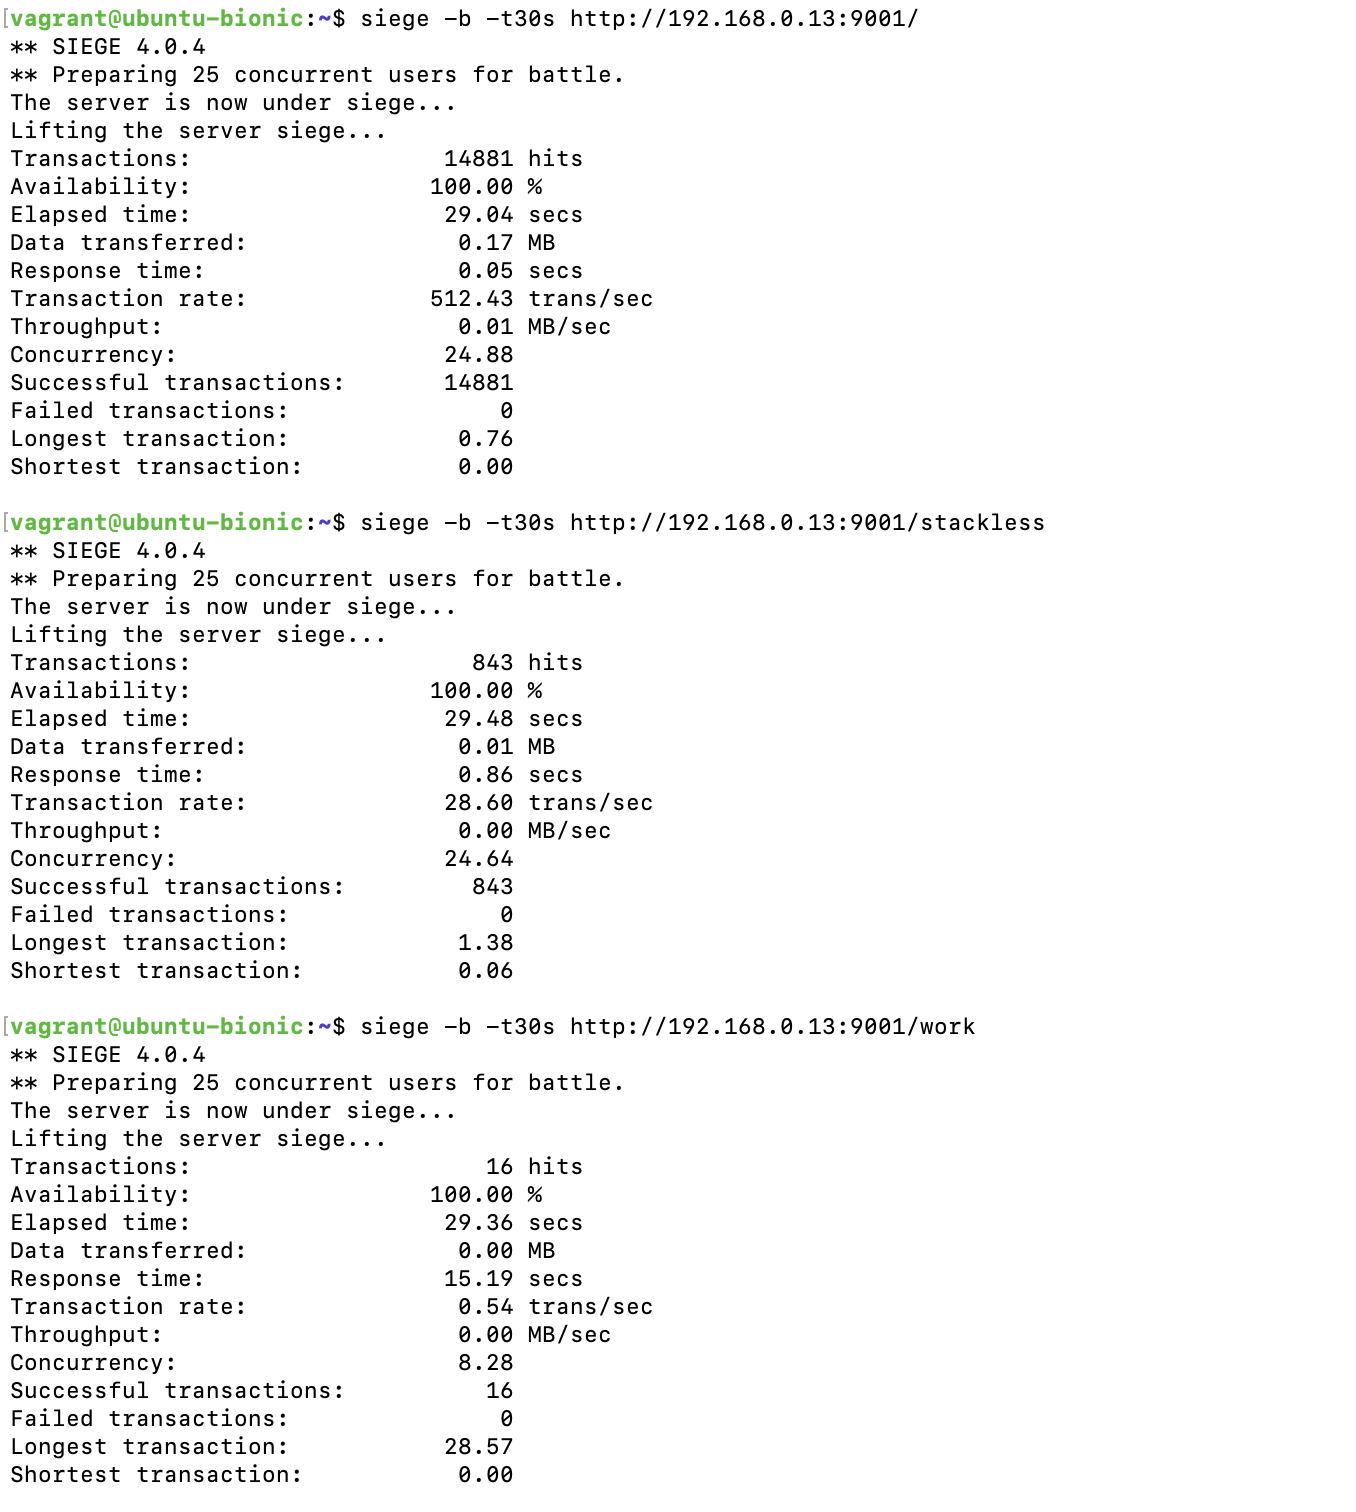 [vagrant@ubuntu-bionic:~$ siege -b -t30s http://192.168.0.13:9001/
** SIEGE 4.0.4
** Preparing 25 concurrent users for battle.
The server is now under siege...
Lifting the server siege...
Transactions: 14881 hits
Availability: 100.00 %
Elapsed time: 29.04 secs
Data transferred: 0.17 MB
Response time: 0.05 secs
Transaction rate: 512.43 trans/sec
Throughput: 0.01 MB/sec
Concurrency: 24.88
Successful transactions: 14881
Failed transactions: 0
Longest transaction: 0.76
Shortest transaction: 0.00
[vagrant@ubuntu-bionic:~$ siege -b -t30s http://192.168.0.13:9001/stackless
** SIEGE 4.0.4
** Preparing 25 concurrent users for battle.
The server is now under siege...
Lifting the server siege...
Transactions: 843 hits
Availability: 100.00 %
Elapsed time: 29.48 secs
Data transferred: 0.01 MB
Response time: 0.86 secs
Transaction rate: 28.60 trans/sec
Throughput: 0.00 MB/sec
Concurrency: 24.64
Successful transactions: 843
Failed transactions: 0
Longest transaction: 1.38
Shortest transaction: 0.06
[vagrant@ubuntu-bionic:~$ siege -b -t30s http://192.168.0.13:9001/work
** SIEGE 4.0.4
** Preparing 25 concurrent users for battle.
The server is now under siege...
Lifting the server siege...
Transactions: 16 hits
Availability: 100.00 %
Elapsed time: 29.36 secs
Data transferred: 0.00 MB
Response time: 15.19 secs
Transaction rate: 0.54 trans/sec
Throughput: 0.00 MB/sec
Concurrency: 8.28
Successful transactions: 16
Failed transactions: 0
Longest transaction: 28.57
Shortest transaction: 0.00